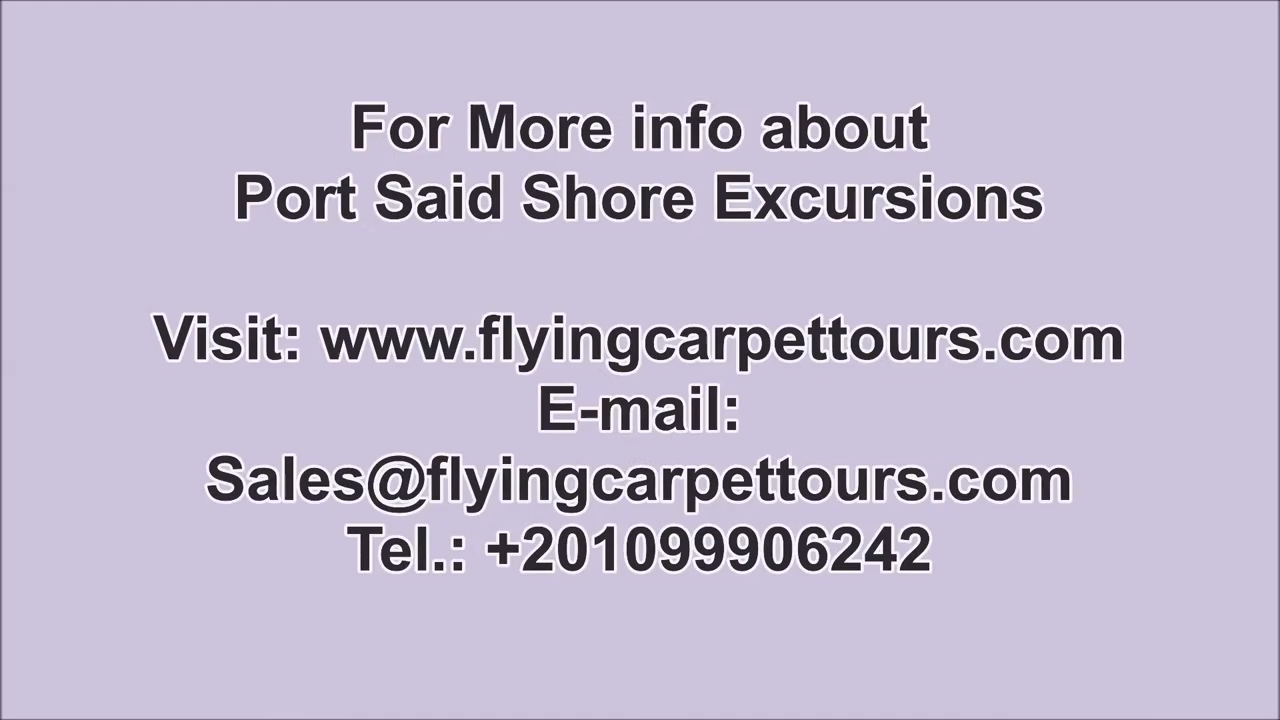 For More info about
Port Said Shore Excursions
Visit: www.flyingcarpettours.com
E-mail:
Sales@flyingcarpettours.com
Tel.: +201099906242